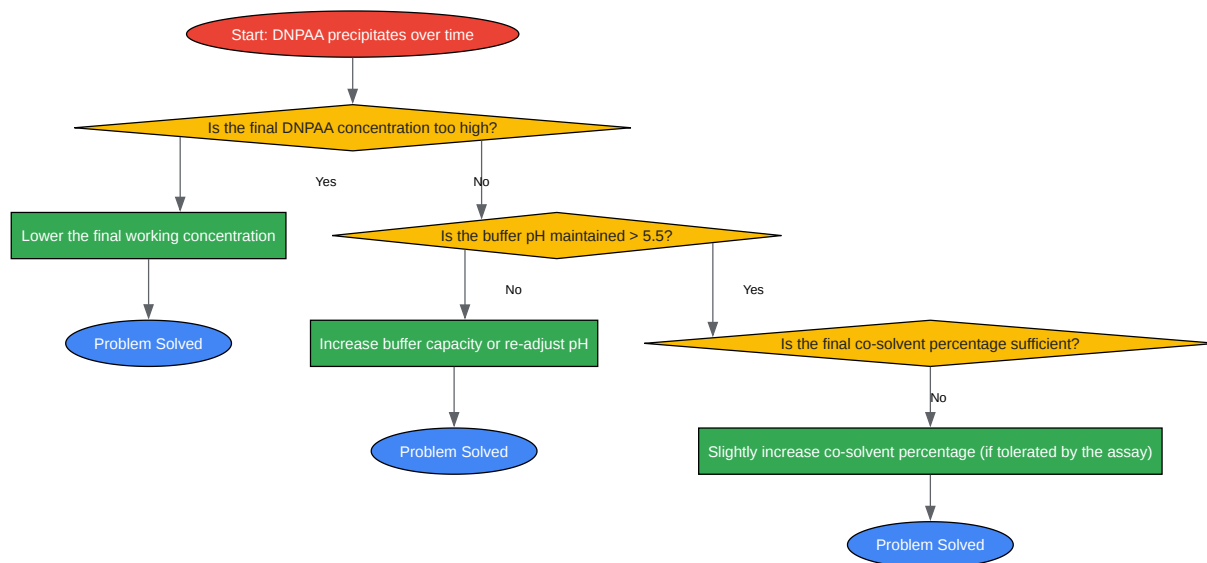 Start: DNPAA precipitates over time
Is the final DNPAA concentration too high?
Yes
No
Lower the final working concentration
Is the buffer pH maintained > 5.5?
Problem Solved
No
Yes
Increase buffer capacity or re-adjust pH
Is the final co-solvent percentage sufficient?
Problem Solved
No
Slightly increase co-solvent percentage (if tolerated by the assay)
Problem Solved